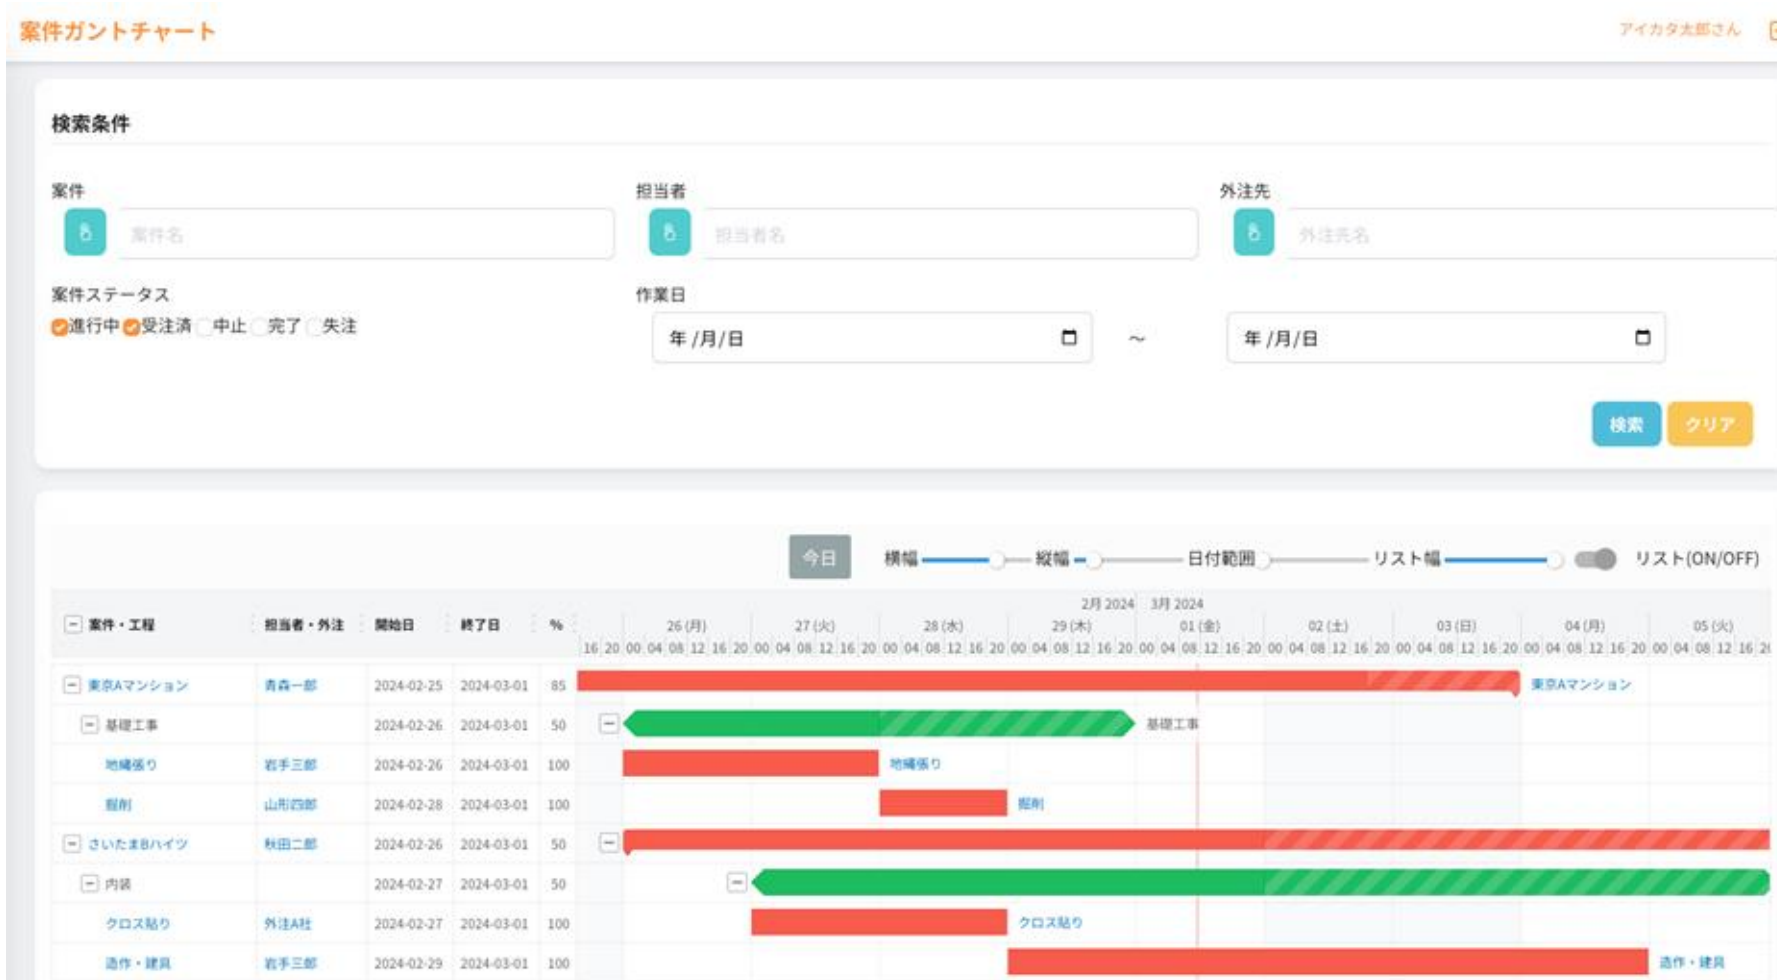 案件ガントチャート
アイカタ太郎さん
検索条件
案件 担当者 外注先
案件名 担当者名 外注先名
案件ステータス 作業日
進行中 受注済 中止 完了 失注
年 /月/日 ～ 年 /月/日
検索 クリア
今日 横幅 縦幅 日付範囲 リスト幅 リスト(ON/OFF)
2月 2024 3月 2024
案件・工程 担当者・外注 開始日 終了日 %
26 (月) 27 (火) 28 (水) 29 (木) 01 (金) 02 (土) 03 (日) 04 (月) 05 (火)
16 20 00 04 08 12 16 20 00 04 08 12 16 20 00 04 08 12 16 20 00 04 08 12 16 20 00 04 08 12 16 20 00 04 08 12 16 20 00 04 08 12 16 20 00 04 08 12 16 20 00 04 08 12 16 20
東京Aマンション 青森一郎 2024-02-25 2024-03-01 85 東京Aマンション
基礎工事 2024-02-26 2024-03-01 50 基礎工事
地縄張り 岩手三郎 2024-02-26 2024-03-01 100 地縄張り
掘削 山形四郎 2024-02-28 2024-03-01 100 掘削
さいたまBハイツ 秋田二郎 2024-02-26 2024-03-01 50
内装 2024-02-27 2024-03-01 50
クロス貼り 外注A社 2024-02-27 2024-03-01 100 クロス貼り
造作・建具 岩手三郎 2024-02-29 2024-03-01 100 造作・建具